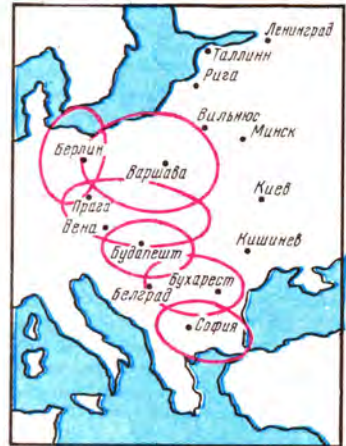 Ленинград
Таллинн
Рига
Вильнюс
Минск
Берлин
Варшава
Прага
Киев
Вена
Будапешт
Кишинев
Белград
Бухарест
София